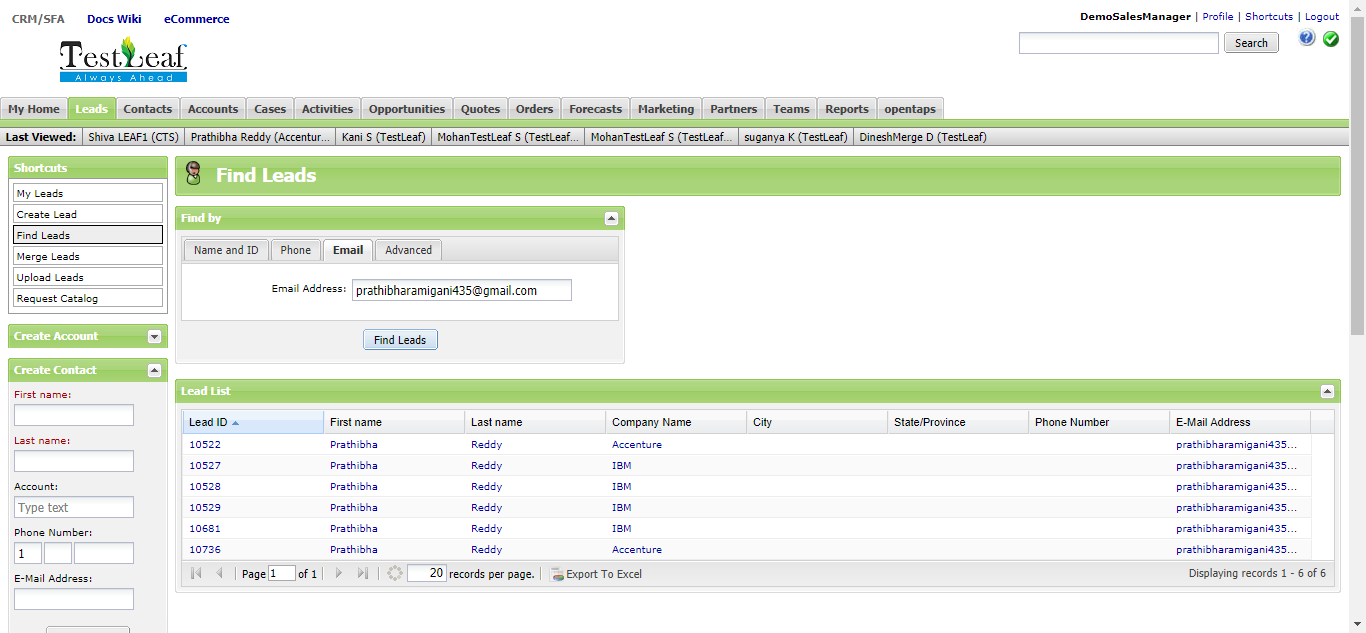 CRM/SFA Docs Wiki eCommerce
DemoSalesManager | Profile | Shortcuts | Logout
TestLeaf
Always Ahead
Search
My Home Leads Contacts Accounts Cases Activities Opportunities Quotes Orders Forecasts Marketing Partners Teams Reports opentaps
Last Viewed: Shiva LEAF1 (CTS) Prathibha Reddy (Accentur... Kani S (TestLeaf) MohanTestLeaf S (TestLeaf... MohanTestLeaf S (TestLeaf... suganya K (TestLeaf) DineshMerge D (TestLeaf)
Shortcuts
My Leads
Create Lead
Find Leads
Merge Leads
Upload Leads
Request Catalog
Create Account
Create Contact
First name:
Last name:
Account:
Type text
Phone Number:
1
E-Mail Address:
Find Leads
Find by
Name and ID Phone Email Advanced
Email Address: prathibharamigani435@gmail.com
Find Leads
Lead List
Lead ID First name Last name Company Name City State/Province Phone Number E-Mail Address
10522 Prathibha Reddy Accenture prathibharamigani435...
10527 Prathibha Reddy IBM prathibharamigani435...
10528 Prathibha Reddy IBM prathibharamigani435...
10529 Prathibha Reddy IBM prathibharamigani435...
10681 Prathibha Reddy IBM prathibharamigani435...
10736 Prathibha Reddy Accenture prathibharamigani435...
Page 1 of 1 20 records per page. Export To Excel Displaying records 1 - 6 of 6